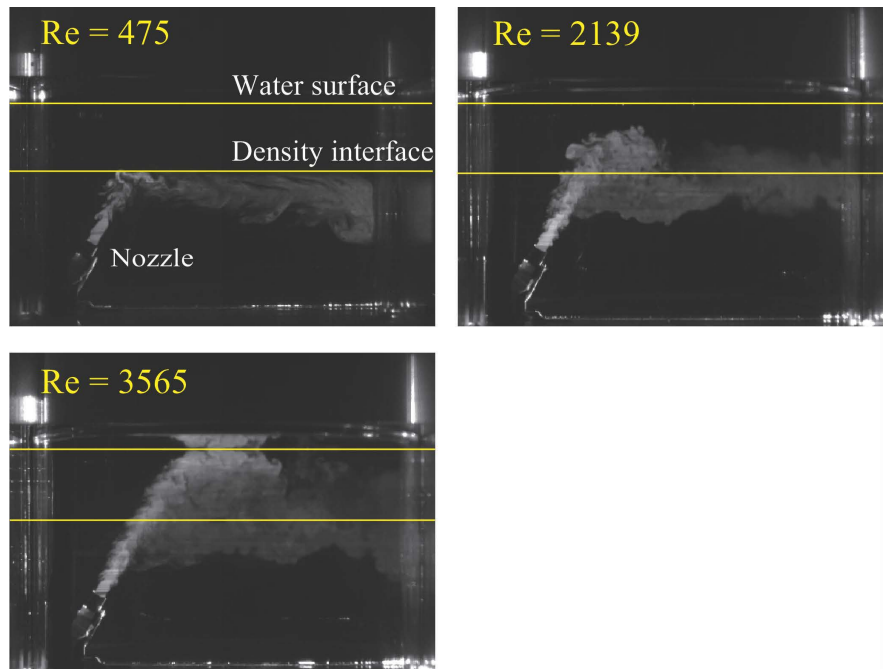 Re = 475
Water surface
Density interface
Nozzle
Re = 2139
Re = 3565